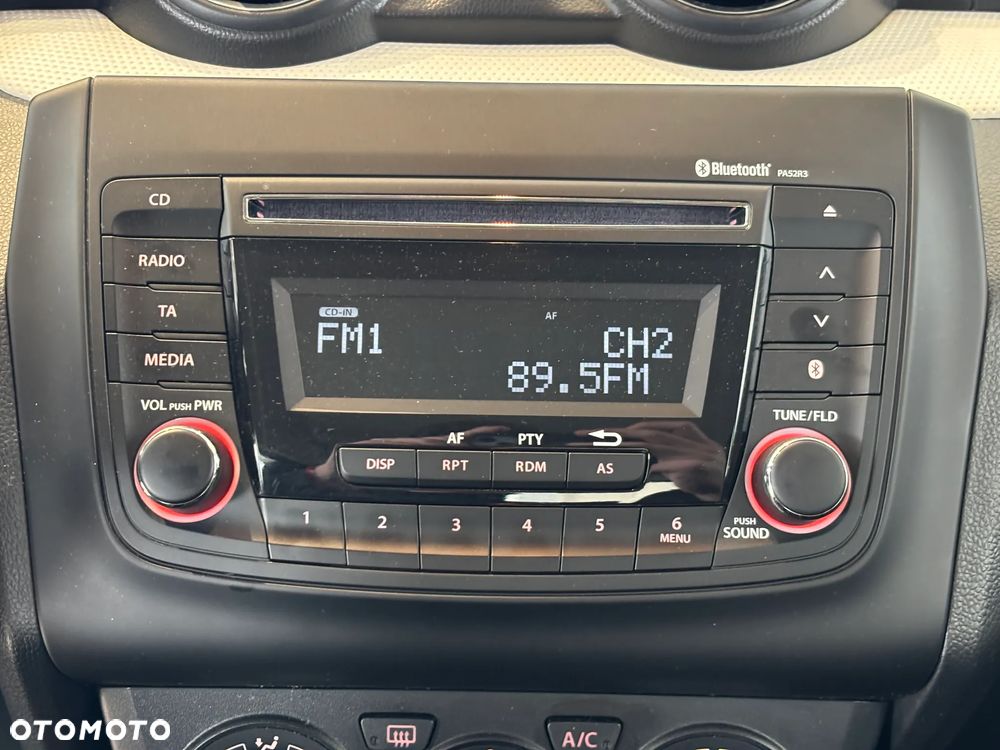 Bluetooth® PA52R3
CD
RADIO
TA
MEDIA
VOL PUSH PWR
CD-IN
AF
FM1
CH2
89.5FM
TUNE/FLD
AF PTY
DISP RPT RDM AS
1 2 3 4 5 6
MENU
PUSH
SOUND
A/C
OTOMOTO